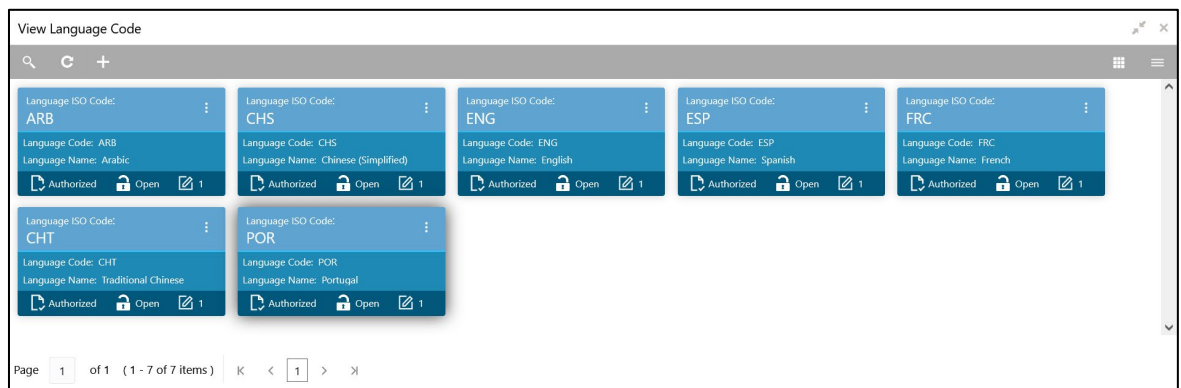 View Language Code
Language ISO Code:
ARB
Language Code: ARB
Language Name: Arabic
Authorized Open 1
Language ISO Code:
CHS
Language Code: CHS
Language Name: Chinese (Simplified)
Authorized Open 1
Language ISO Code:
ENG
Language Code: ENG
Language Name: English
Authorized Open 1
Language ISO Code:
ESP
Language Code: ESP
Language Name: Spanish
Authorized Open 1
Language ISO Code:
FRC
Language Code: FRC
Language Name: French
Authorized Open 1
Language ISO Code:
CHT
Language Code: CHT
Language Name: Traditional Chinese
Authorized Open 1
Language ISO Code:
POR
Language Code: POR
Language Name: Portugal
Authorized Open 1
Page 1 of 1 ( 1 - 7 of 7 items ) 1